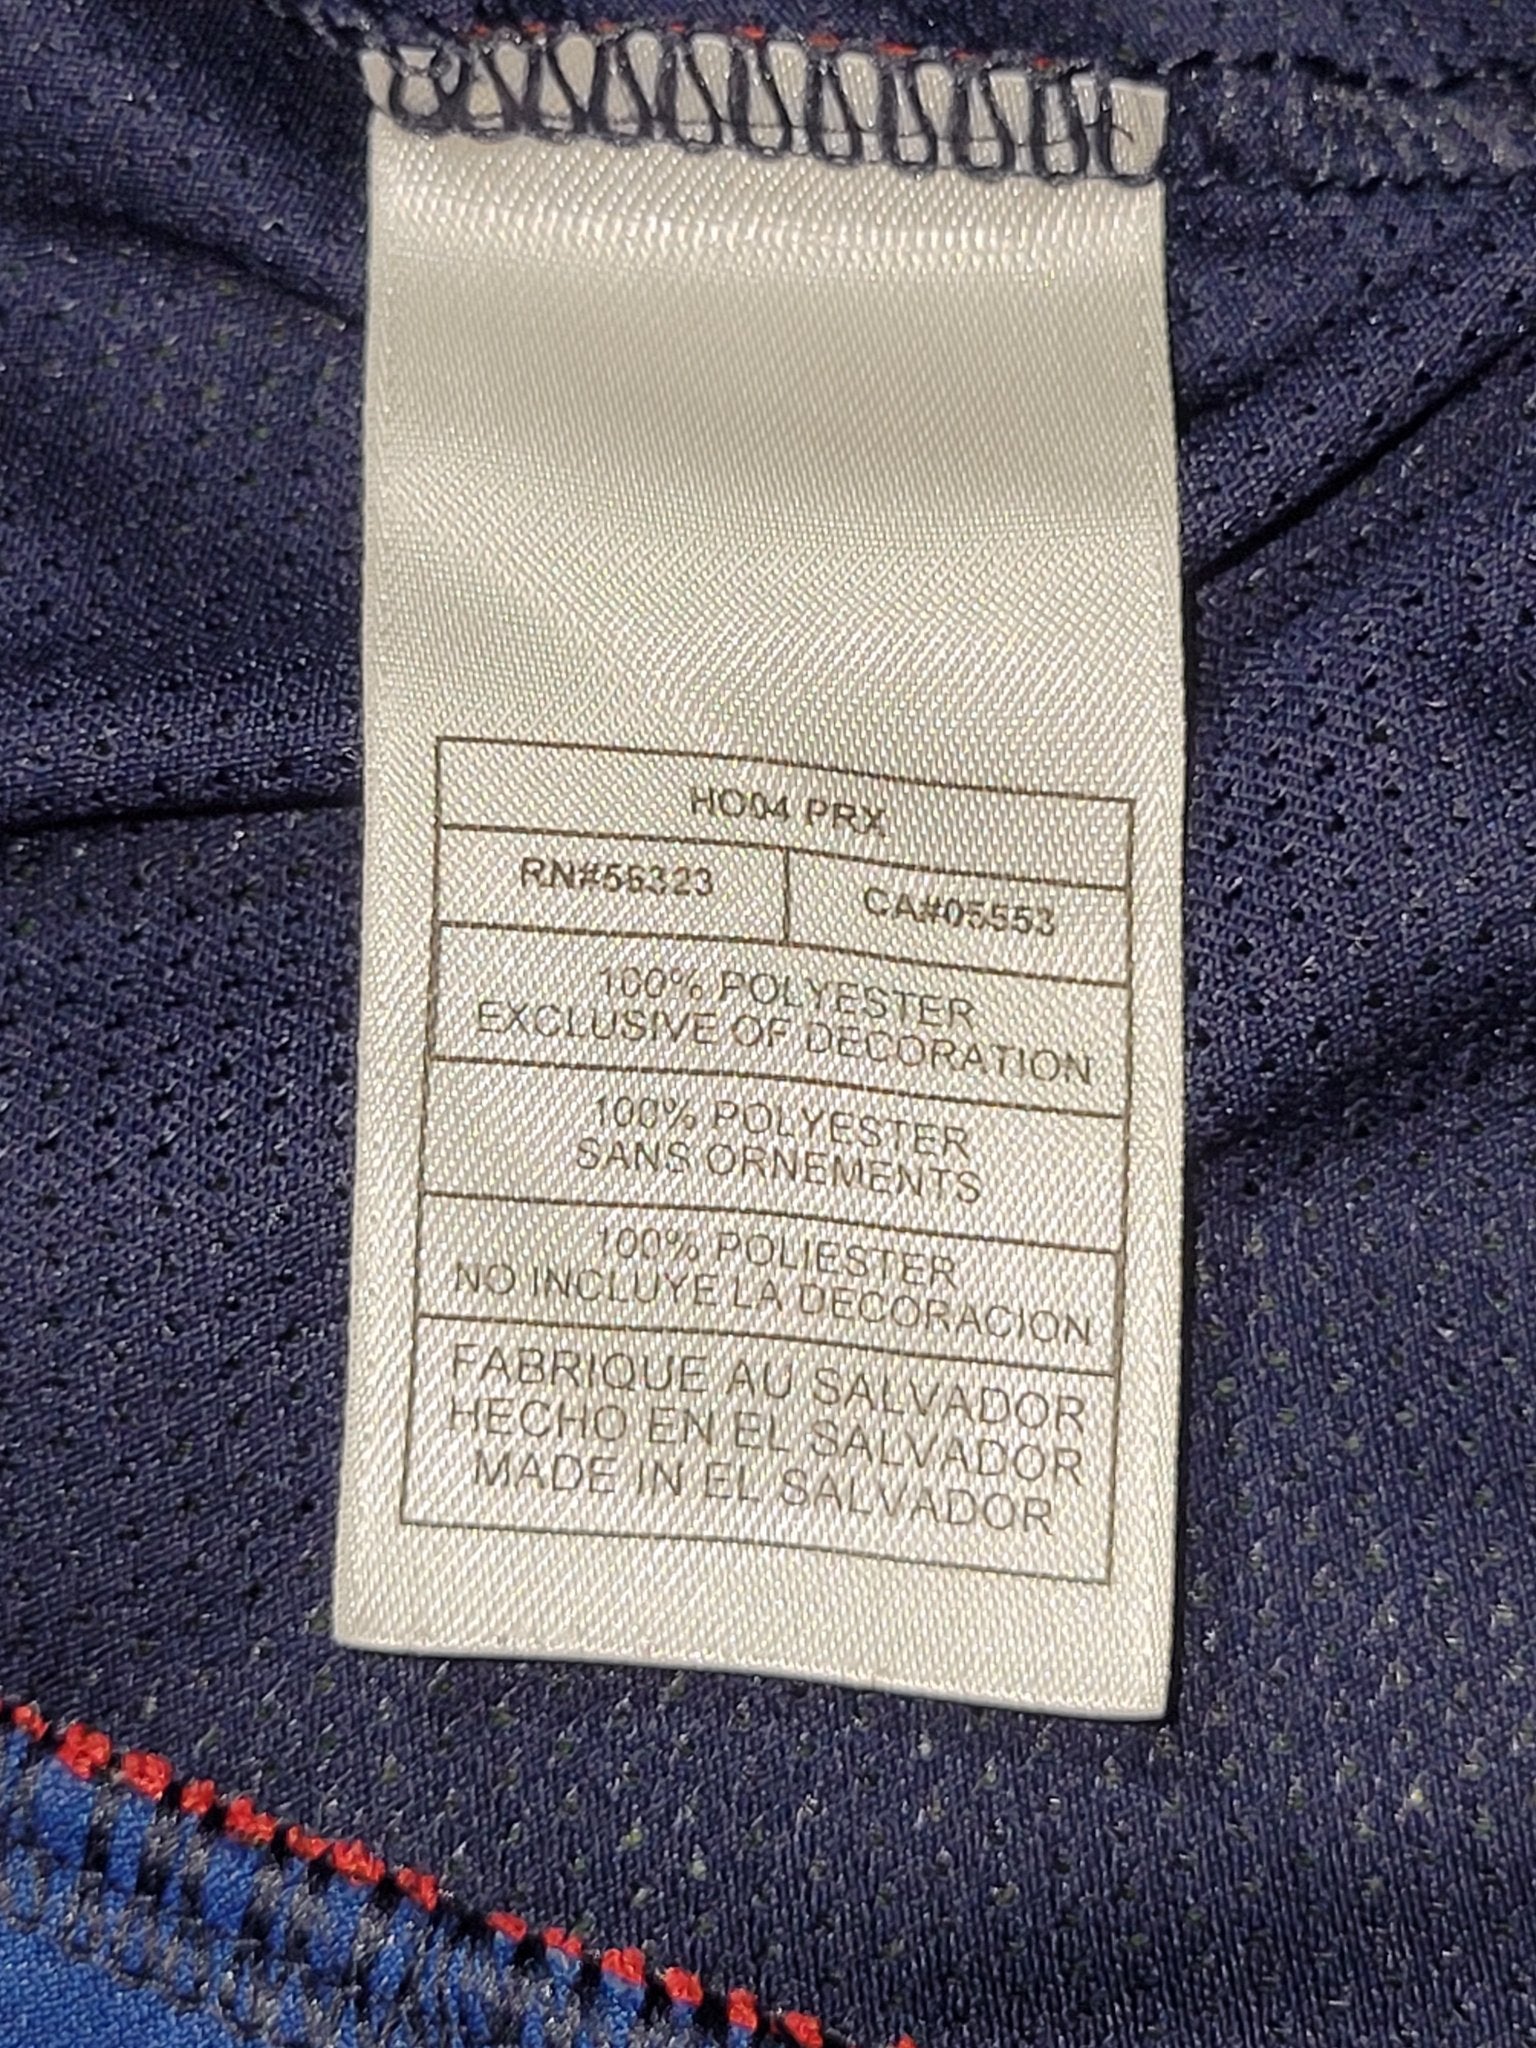 HO04 PRX
RN#56323 CA#05553
100% POLYESTER
EXCLUSIVE OF DECORATION
100% POLYESTER
SANS ORNEMENTS
100% POLIESTER
NO INCLUYE LA DECORACION
FABRIQUE AU SALVADOR
HECHO EN EL SALVADOR
MADE IN EL SALVADOR